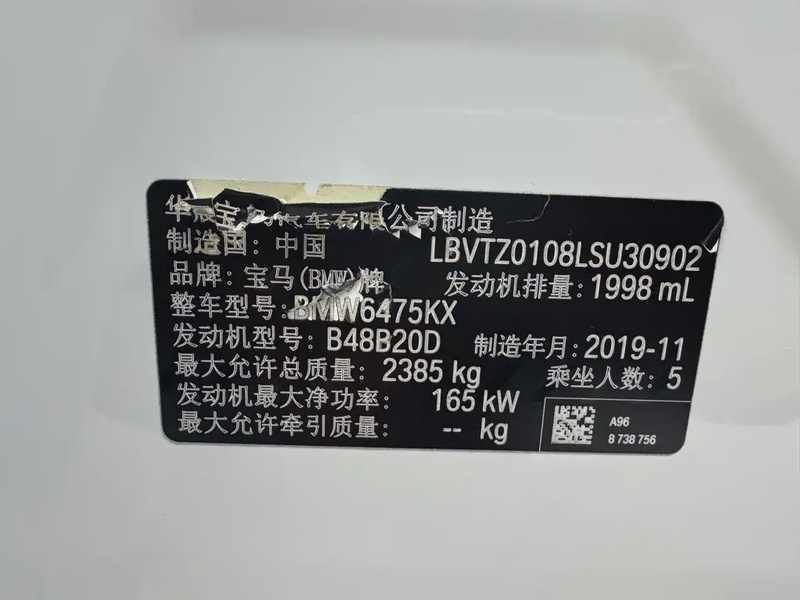 华晨宝马汽车有限公司制造
制造国：中国 LBVTZ0108LSU30902
品牌：宝马(BMW)牌 发动机排量：1998 mL
整车型号：BMW6475KX
发动机型号：B48B20D 制造年月：2019-11
最大允许总质量：2385 kg 乘坐人数：5
发动机最大净功率：165 kW
最大允许牵引质量：-- kg
A96
8 738 756